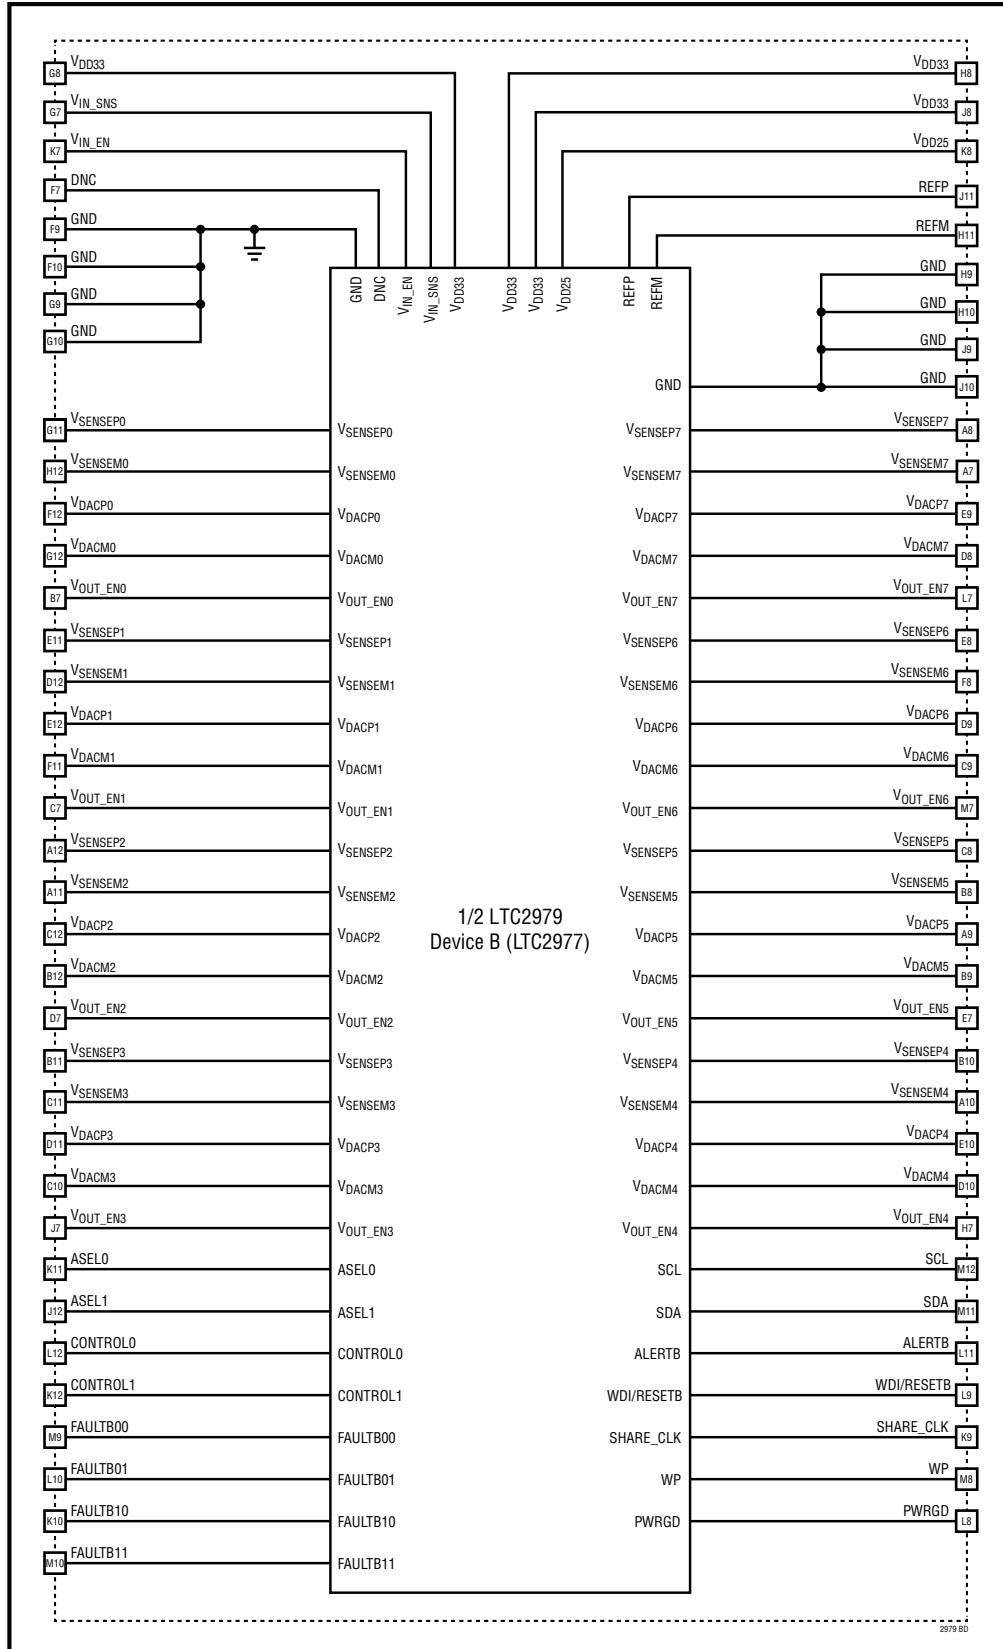 G8 VDD33
G7 VIN_SNS
K7 VIN_EN
F7 DNC
F9 GND
F10 GND
G9 GND
G10 GND
VDD33 H8
VDD33 J8
VDD25 K8
REFP J11
REFM H11
GND H9
GND H10
GND J9
GND J10
GND
DNC
VIN_EN
VIN_SNS
VDD33
VDD33
VDD33
VDD25
REFP
REFM
GND
G11 VSENSEP0 VSENSEP0 VSENSEP7 VSENSEP7 A8
H12 VSENSEM0 VSENSEM0 VSENSEM7 VSENSEM7 A7
F12 VDACP0 VDACP0 VDACP7 VDACP7 E9
G12 VDACM0 VDACM0 VDACM7 VDACM7 D8
B7 VOUT_EN0 VOUT_EN0 VOUT_EN7 VOUT_EN7 L7
E11 VSENSEP1 VSENSEP1 VSENSEP6 VSENSEP6 E8
D12 VSENSEM1 VSENSEM1 VSENSEM6 VSENSEM6 F8
E12 VDACP1 VDACP1 VDACP6 VDACP6 D9
F11 VDACM1 VDACM1 VDACM6 VDACM6 C9
C7 VOUT_EN1 VOUT_EN1 VOUT_EN6 VOUT_EN6 M7
A12 VSENSEP2 VSENSEP2 VSENSEP5 VSENSEP5 C8
A11 VSENSEM2 VSENSEM2 VSENSEM5 VSENSEM5 B8
1/2 LTC2979
Device B (LTC2977)
C12 VDACP2 VDACP2 VDACP5 VDACP5 A9
B12 VDACM2 VDACM2 VDACM5 VDACM5 B9
D7 VOUT_EN2 VOUT_EN2 VOUT_EN5 VOUT_EN5 E7
B11 VSENSEP3 VSENSEP3 VSENSEP4 VSENSEP4 B10
C11 VSENSEM3 VSENSEM3 VSENSEM4 VSENSEM4 A10
D11 VDACP3 VDACP3 VDACP4 VDACP4 E10
C10 VDACM3 VDACM3 VDACM4 VDACM4 D10
J7 VOUT_EN3 VOUT_EN3 VOUT_EN4 VOUT_EN4 H7
K11 ASEL0 ASEL0 SCL SCL M12
J12 ASEL1 ASEL1 SDA SDA M11
L12 CONTROL0 CONTROL0 ALERTB ALERTB L11
K12 CONTROL1 CONTROL1 WDI/RESETB WDI/RESETB L9
M9 FAULTB00 FAULTB00 SHARE_CLK SHARE_CLK K9
L10 FAULTB01 FAULTB01 WP WP M8
K10 FAULTB10 FAULTB10 PWRGD PWRGD L8
M10 FAULTB11 FAULTB11
2979 BD